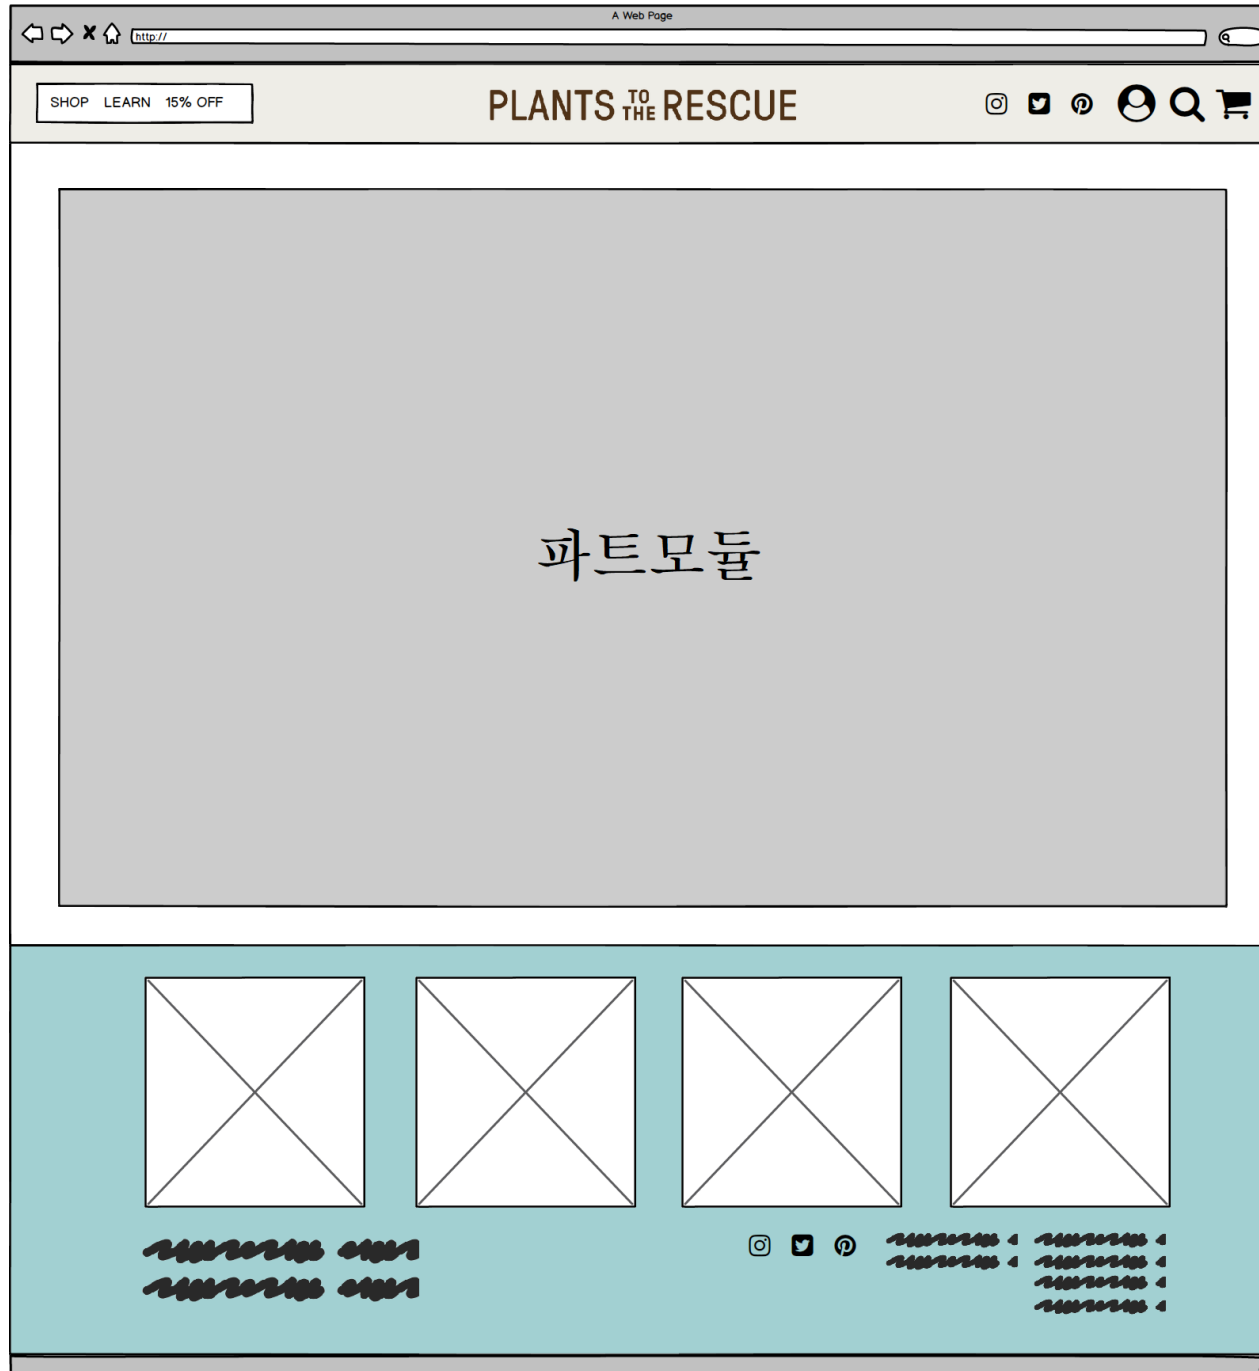 A Web Page
http://
SHOP LEARN 15% OFF
PLANTS TO THE RESCUE
파트모듈